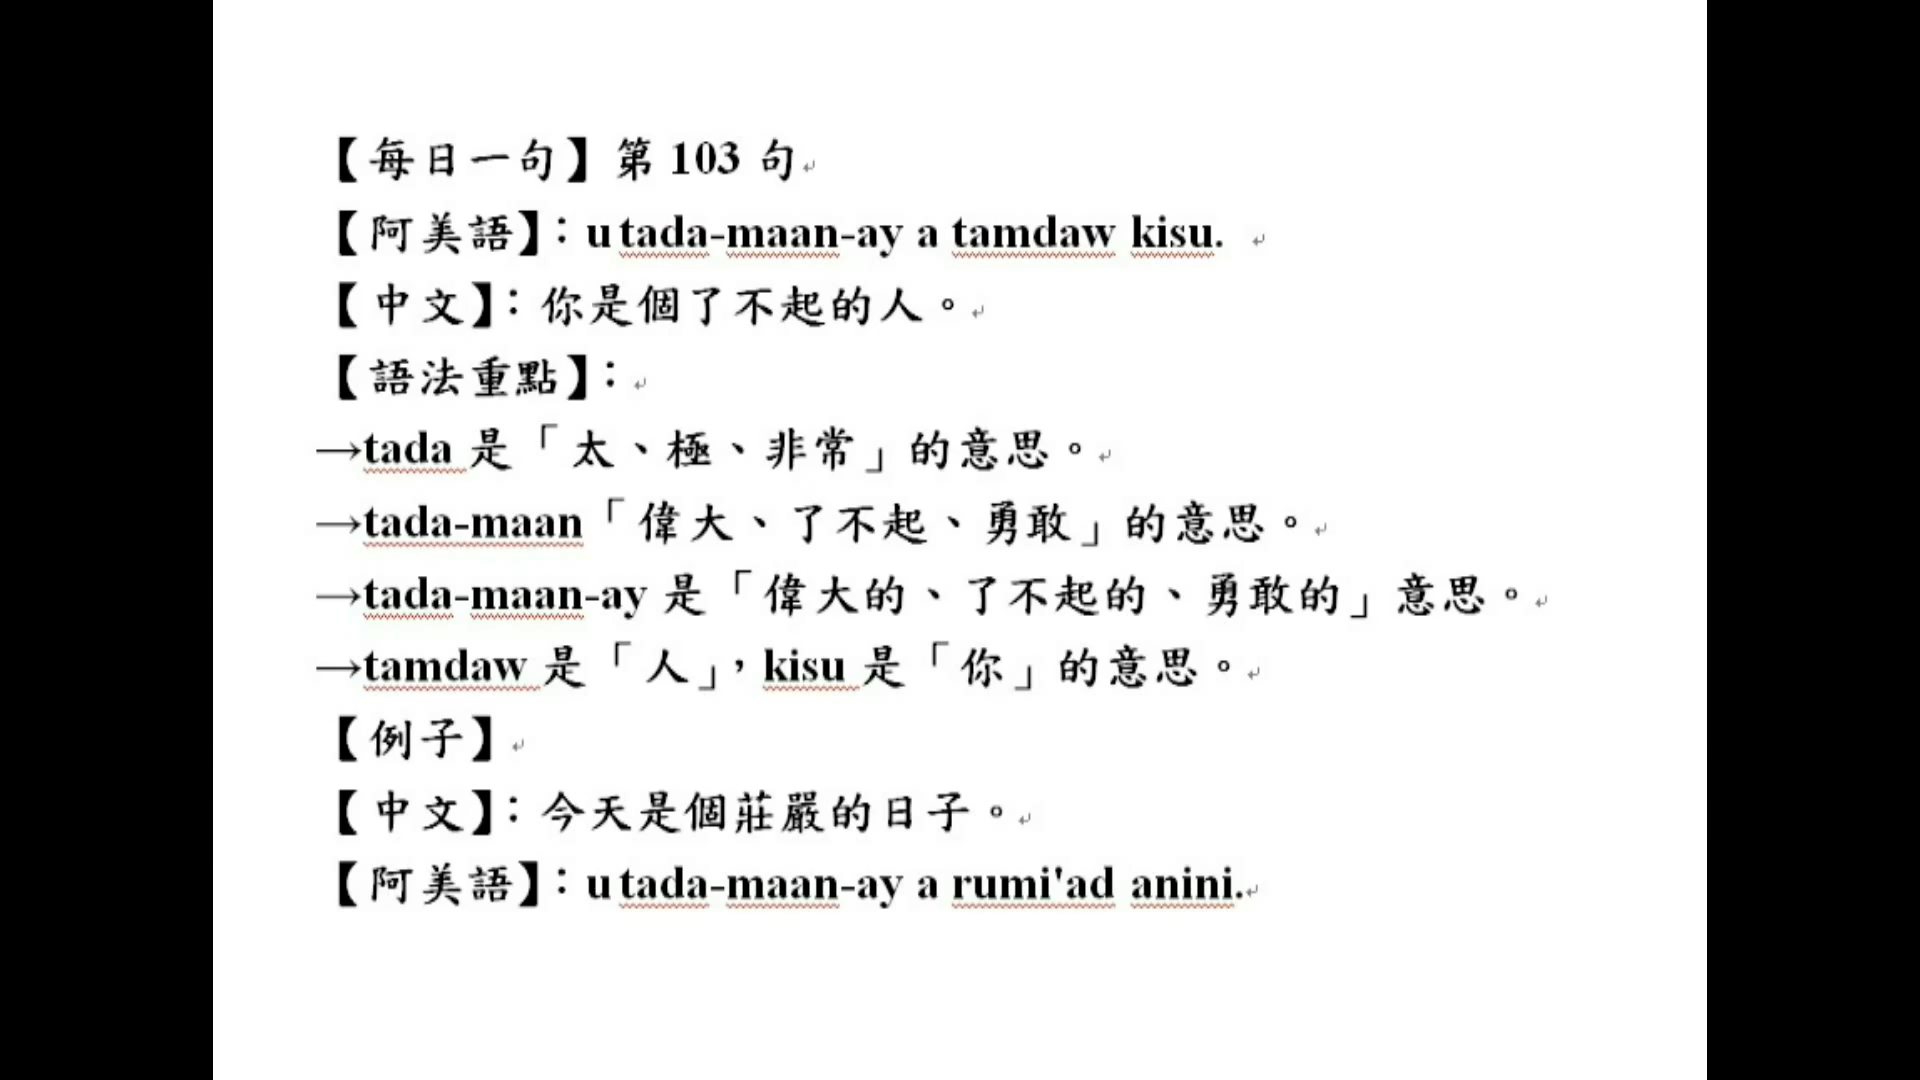 【每日一句】第 103 句
【阿美語】：u tada-maan-ay a tamdaw kisu.
【中文】：你是個了不起的人。
【語法重點】：
→tada 是「太、極、非常」的意思。
→tada-maan「偉大、了不起、勇敢」的意思。
→tada-maan-ay 是「偉大的、了不起的、勇敢的」意思。
→tamdaw 是「人」，kisu 是「你」的意思。
【例子】
【中文】：今天是個莊嚴的日子。
【阿美語】：u tada-maan-ay a rumi'ad anini.